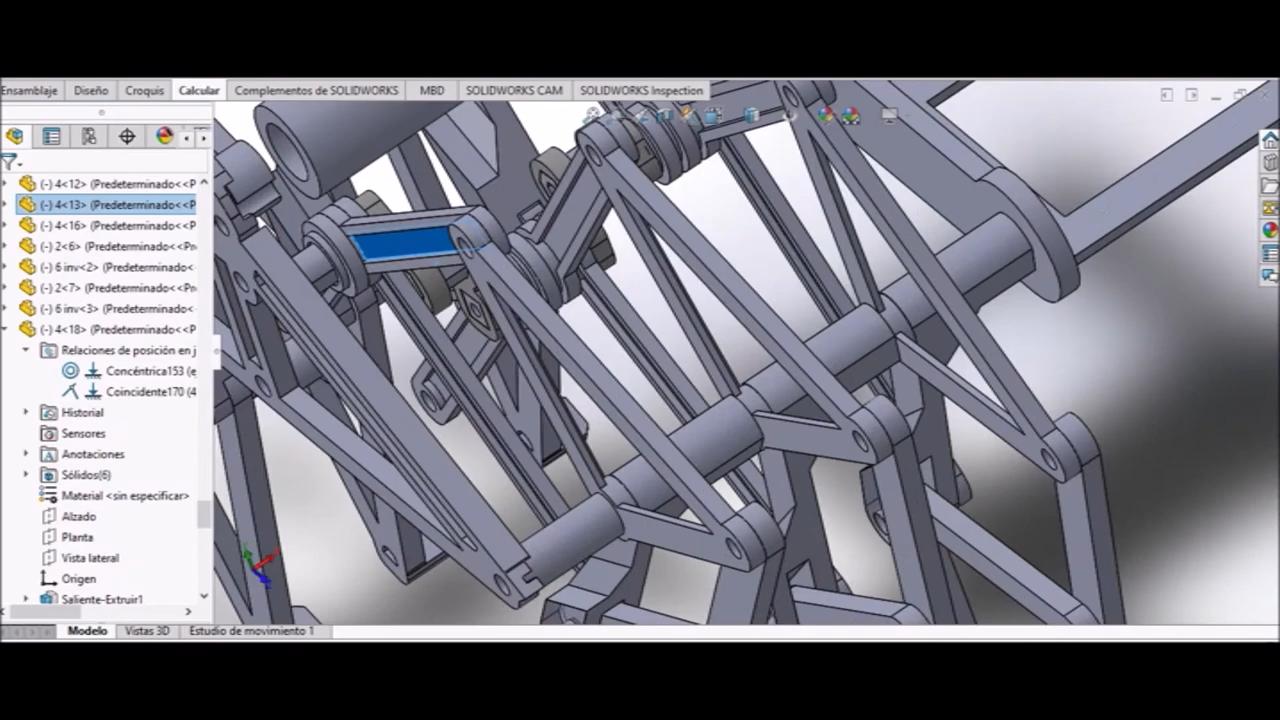 Ensamblaje Diseño Croquis Calcular Complementos de SOLIDWORKS MBD SOLIDWORKS CAM SOLIDWORKS Inspection
(-) 4<12> (Predeterminado<<P
(-) 4<13> (Predeterminado<<P
(-) 4<16> (Predeterminado<<P
(-) 2<6> (Predeterminado<<Pr
(-) 6 inv<2> (Predeterminado<
(-) 2<7> (Predeterminado<<Pr
(-) 6 inv<3> (Predeterminado<
(-) 4<18> (Predeterminado<<P
Relaciones de posición en j
Concéntrica153 (e
Coincidente170 (4
Historial
Sensores
Anotaciones
Sólidos(6)
Material <sin especificar>
Alzado
Planta
Vista lateral
Origen
Saliente-Extruir1
Modelo Vistas 3D Estudio de movimiento 1